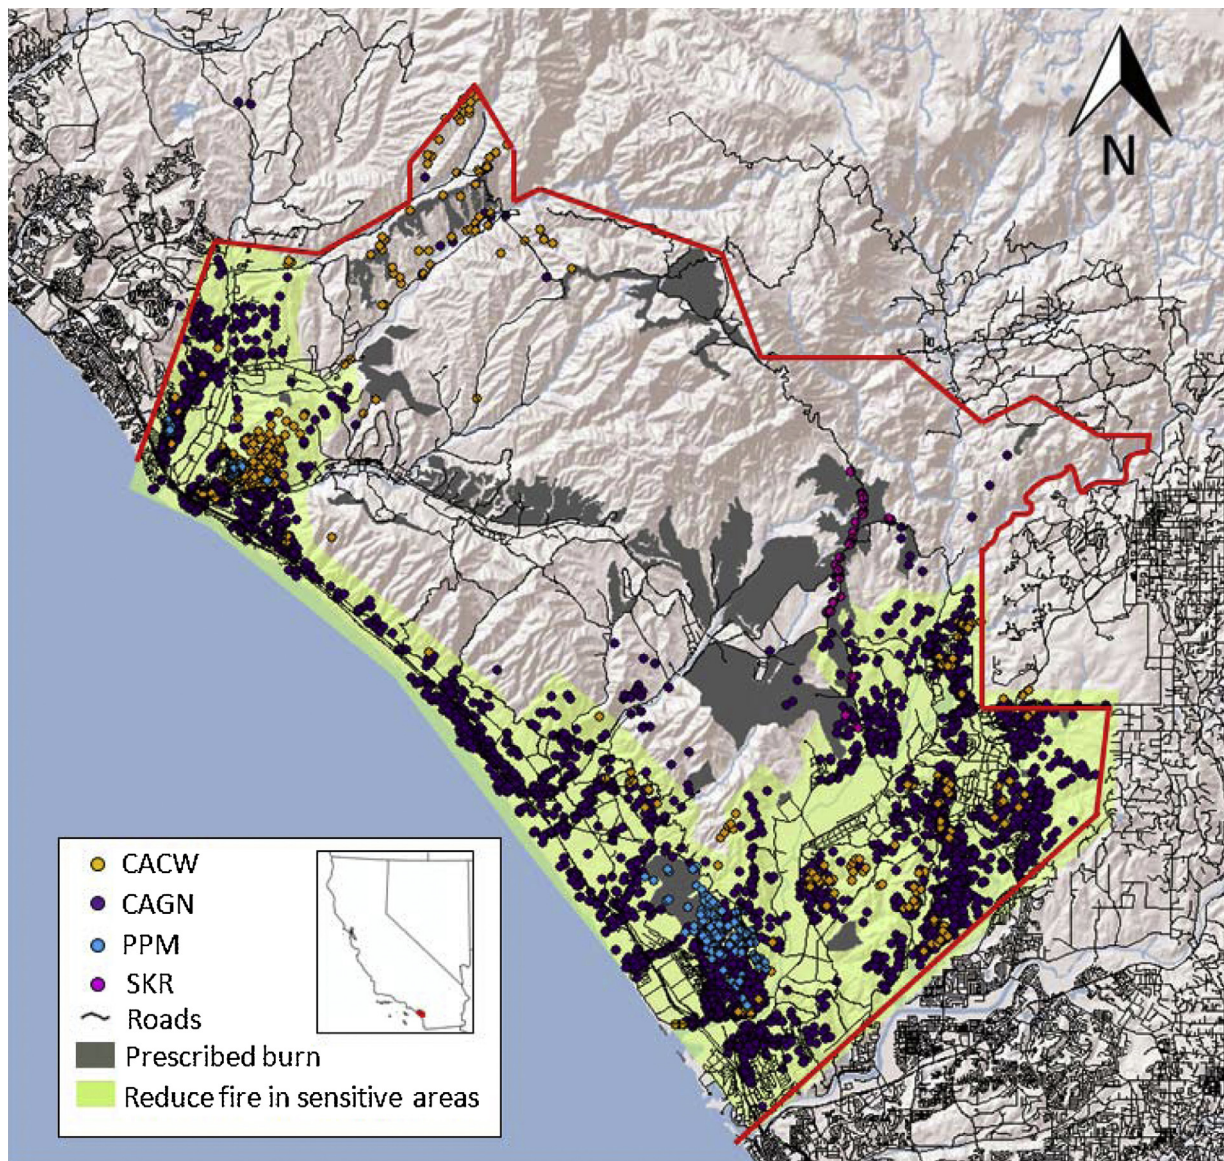 N
CACW
CAGN
PPM
SKR
Roads
Prescribed burn
Reduce fire in sensitive areas